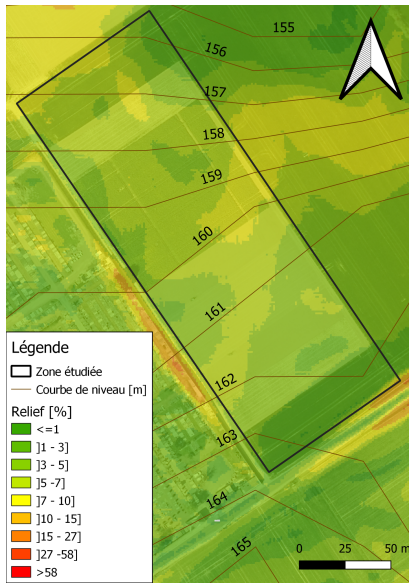 155
156
157
158
159
160
161
162
163
164
165
Légende
Zone étudiée
Courbe de niveau [m]
Relief [%]
<=1
]1 - 3]
]3 - 5]
]5 -7]
]7 - 10]
]10 - 15]
]15 - 27]
]27 -58]
>58
0 25 50 m